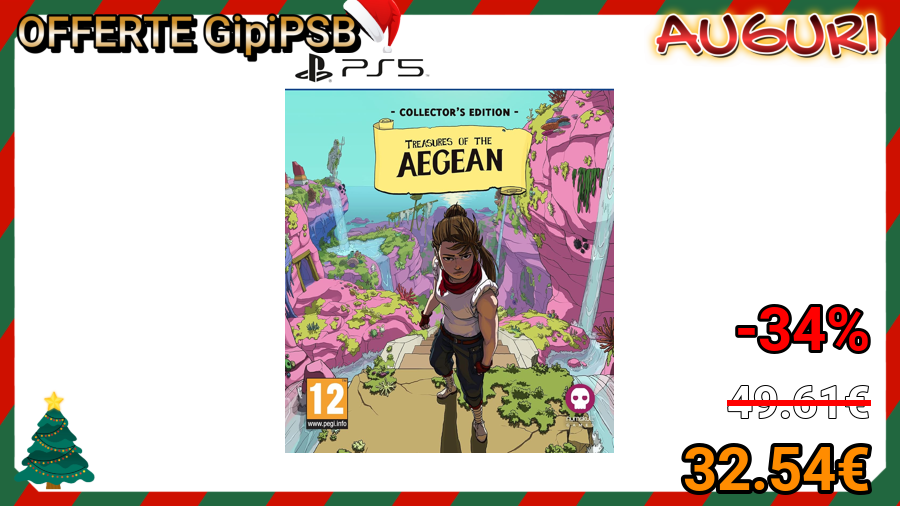 OFFERTE GipiPSB
AUGURI
PS5
- COLLECTOR'S EDITION -
TREASURES OF THE
AEGEAN
-34%
49.61€
32.54€
12
www.pegi.info